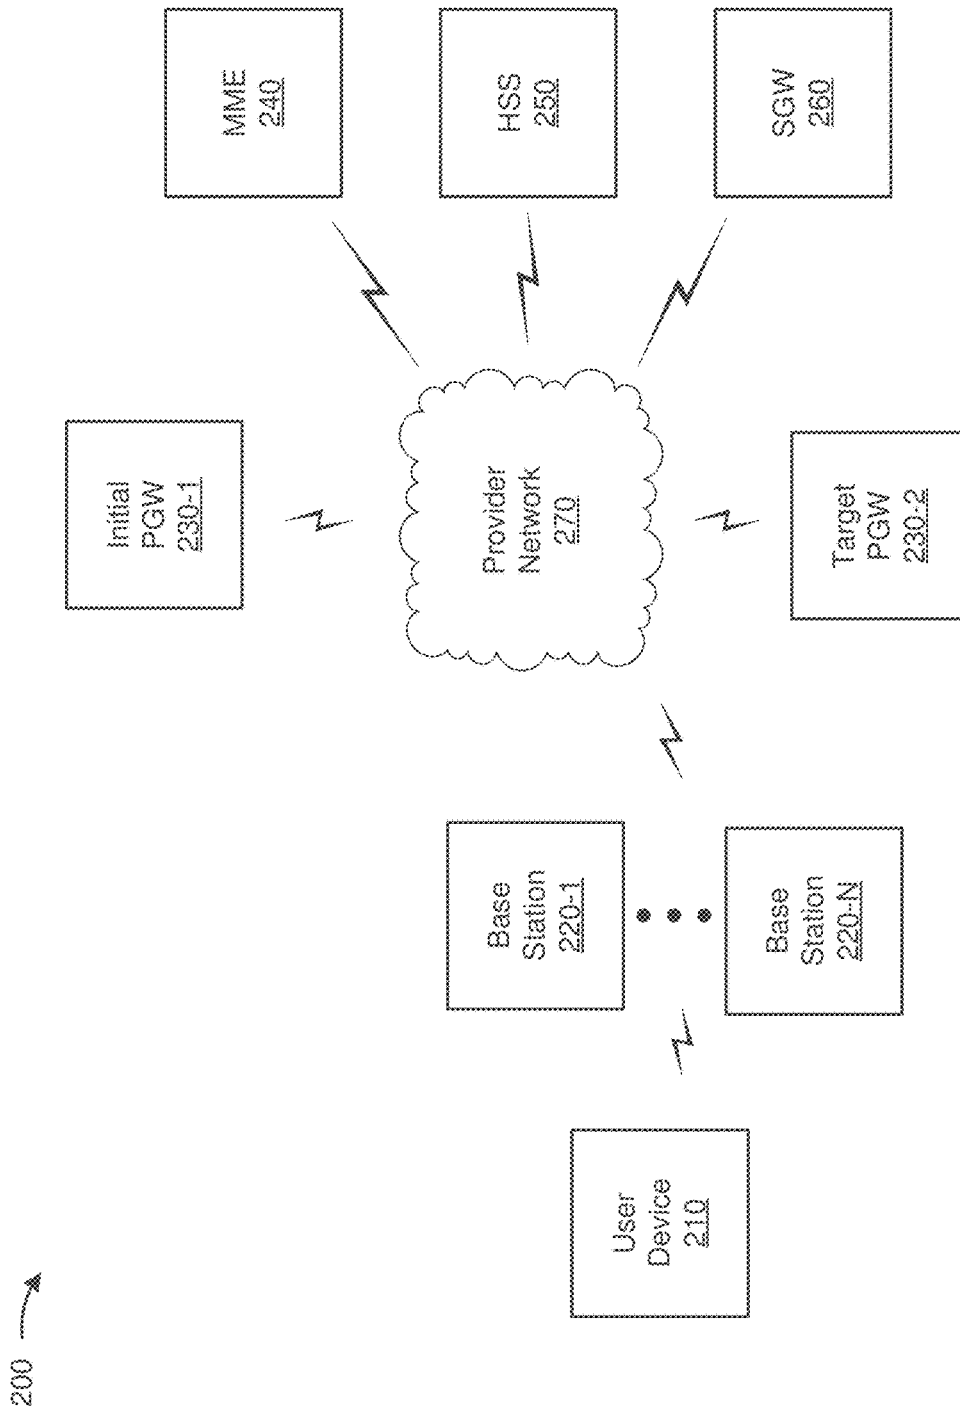 200
User
Device
210
Base
Station
220-1
Base
Station
220-N
Initial
PGW
230-1
Provider
Network
270
Target
PGW
230-2
MME
240
HSS
250
SGW
260